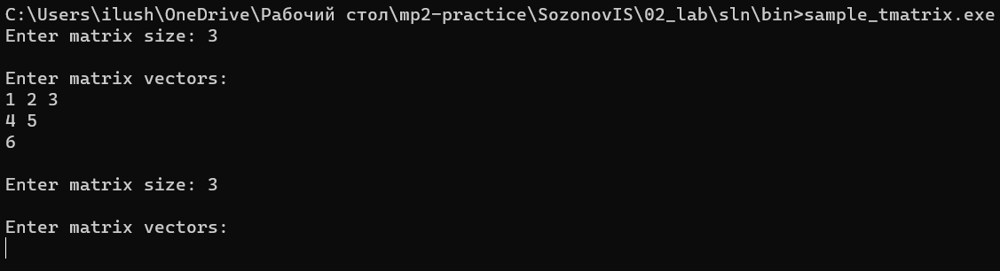 C:\Users\ilush\OneDrive\Рабочий стол\mp2-practice\SozonovIS\02_lab\sln\bin>sample_tmatrix.exe
Enter matrix size: 3
Enter matrix vectors:
1 2 3
4 5
6
Enter matrix size: 3
Enter matrix vectors: